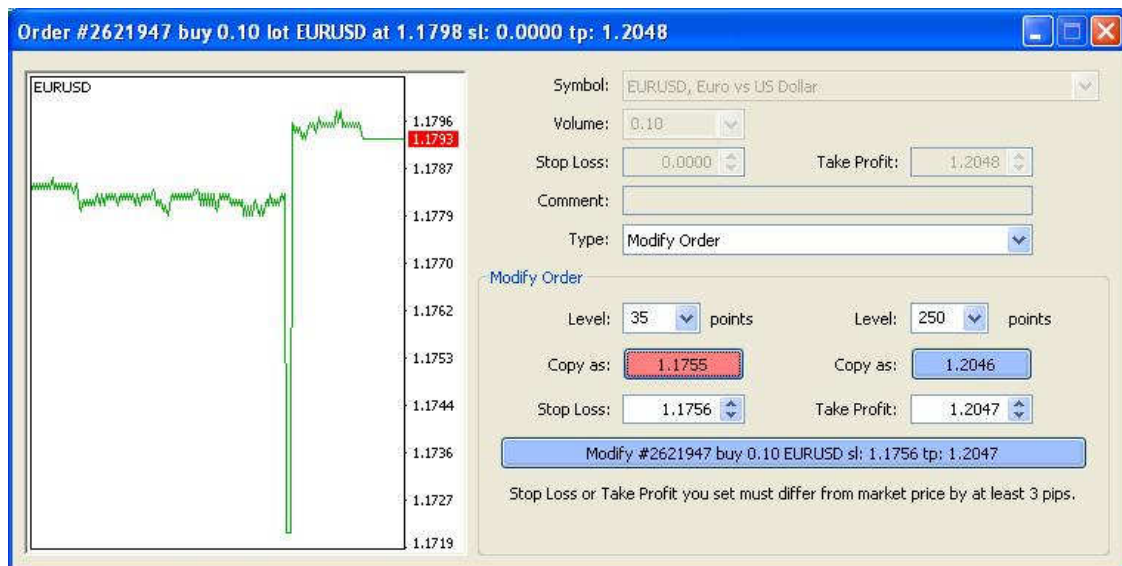 Order #2621947 buy 0.10 lot EURUSD at 1.1798 sl: 0.0000 tp: 1.2048
EURUSD
1.1796
1.1793
1.1787
1.1779
1.1770
1.1762
1.1753
1.1744
1.1736
1.1727
1.1719
Symbol: EURUSD, Euro vs US Dollar
Volume: 0.10
Stop Loss: 0.0000 Take Profit: 1.2048
Comment:
Type: Modify Order
Modify Order
Level: 35 points Level: 250 points
Copy as: 1.1755 Copy as: 1.2046
Stop Loss: 1.1756 Take Profit: 1.2047
Modify #2621947 buy 0.10 EURUSD sl: 1.1756 tp: 1.2047
Stop Loss or Take Profit you set must differ from market price by at least 3 pips.